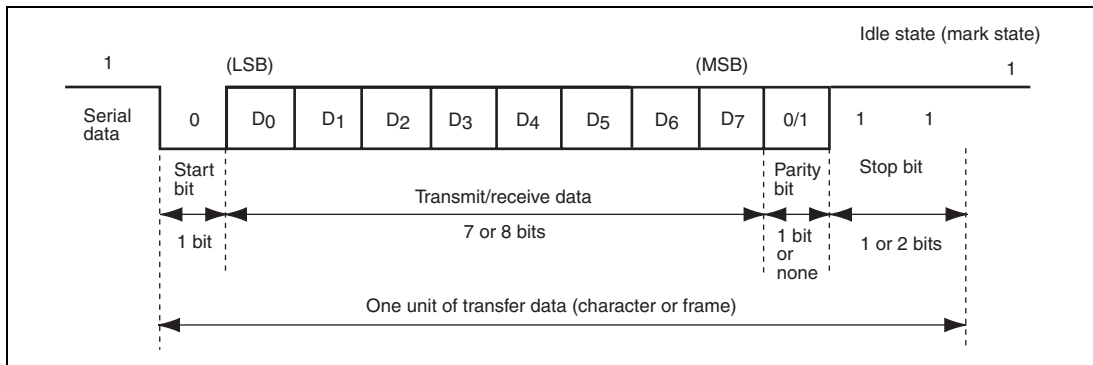 Idle state (mark state)
1 (LSB) (MSB) 1
Serial
data
0 D0 D1 D2 D3 D4 D5 D6 D7 0/1 1 1
Start
bit
Transmit/receive data
Parity
bit
Stop bit
1 bit
7 or 8 bits
1 bit
or
none
1 or 2 bits
One unit of transfer data (character or frame)